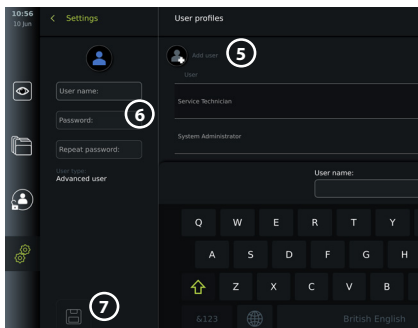 10:56
10 Jun
Settings
User profiles
5
Add user
User
User name:
Service Technician
6
Password:
System Administrator
Repeat password:
User type:
Advanced user
User name:
Q W E R T Y
A S D F G H
Z X C V B
7
&123
British English